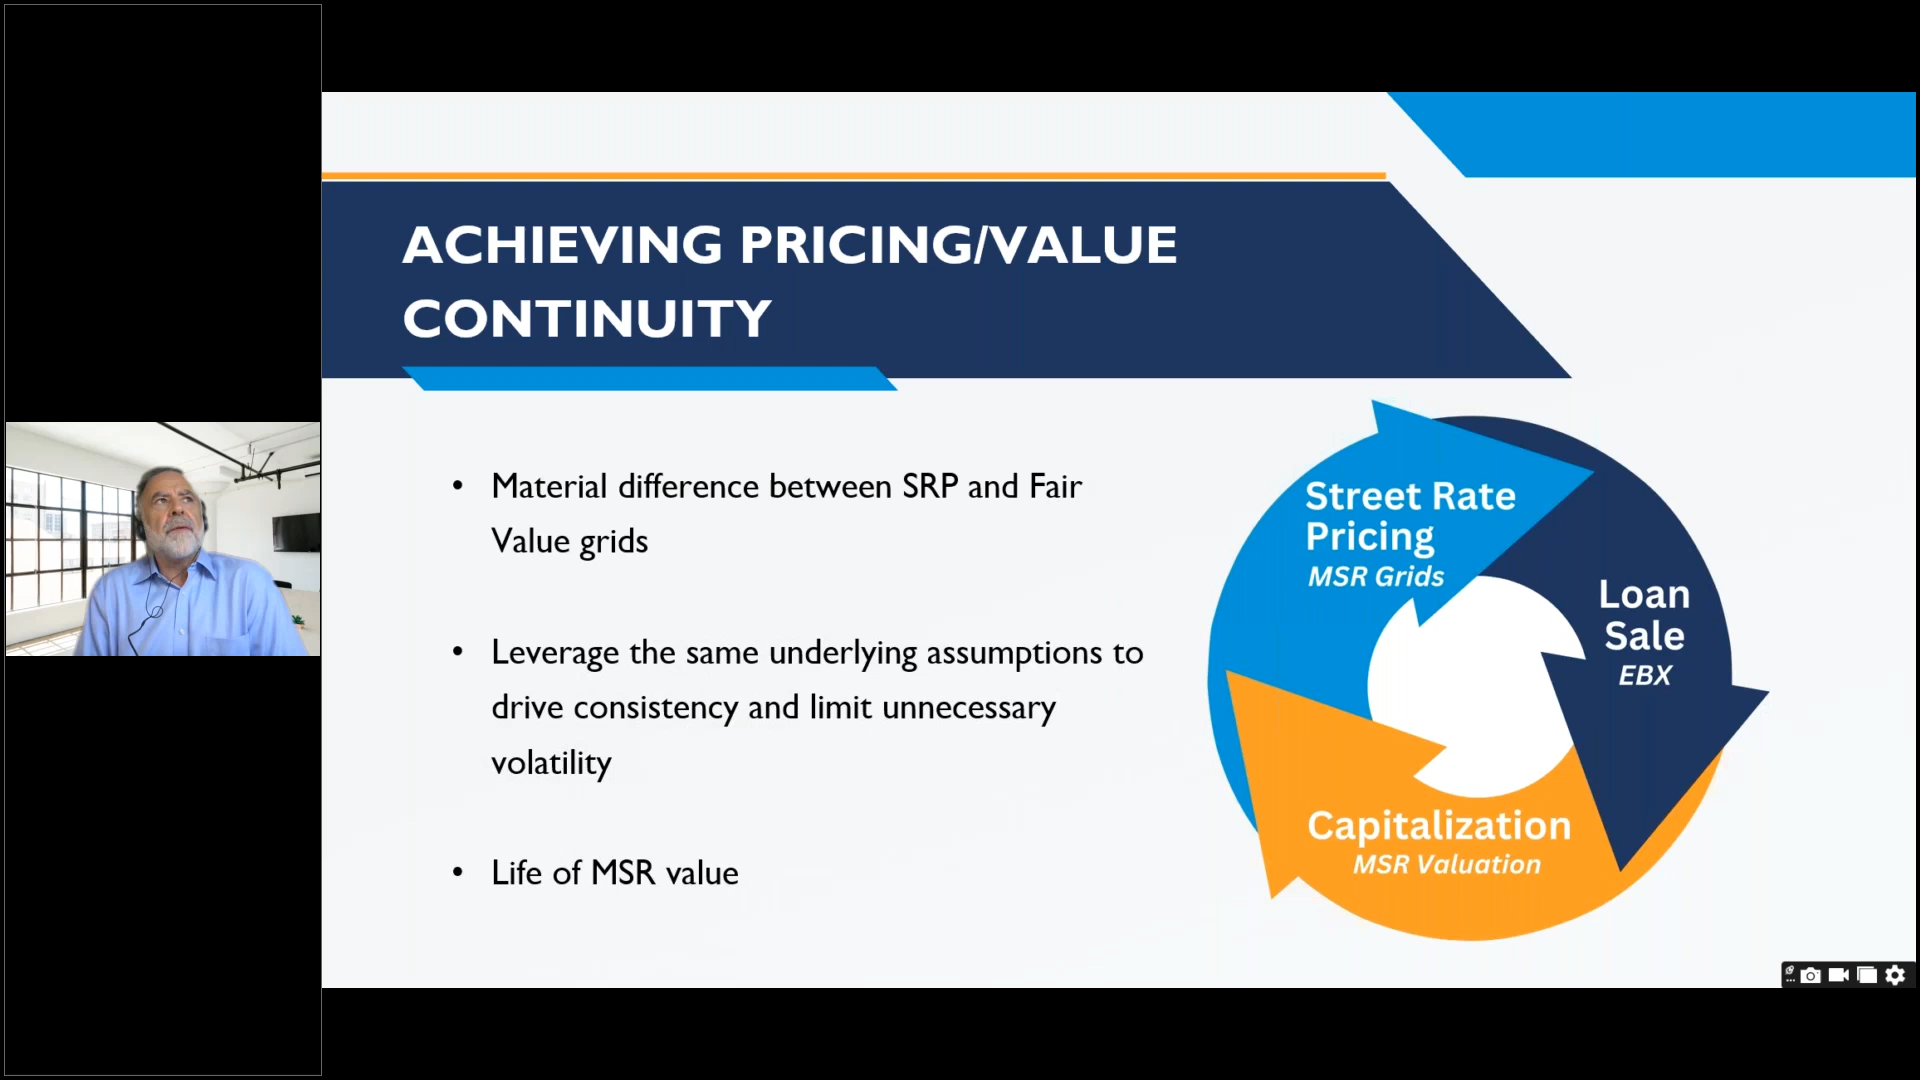 ACHIEVING PRICING/VALUE
CONTINUITY
• Material difference between SRP and Fair
Value grids
• Leverage the same underlying assumptions to
drive consistency and limit unnecessary
volatility
• Life of MSR value
Street Rate
Pricing
MSR Grids
Loan
Sale
EBX
Capitalization
MSR Valuation